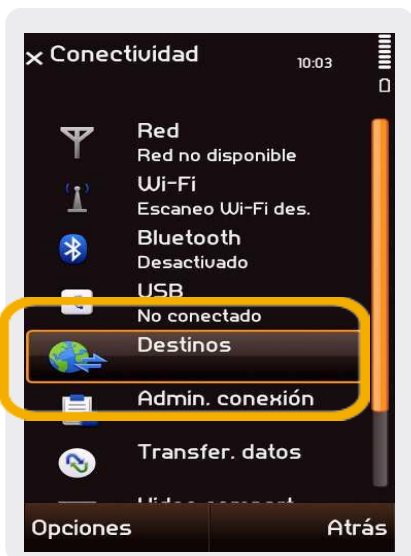 Conectividad
10:03
Red
Red no disponible
Wi-Fi
Escaneo Wi-Fi des.
Bluetooth
Desactivado
USB
No conectado
Destinos
Admin. conexión
Transfer. datos
Opciones
Atrás